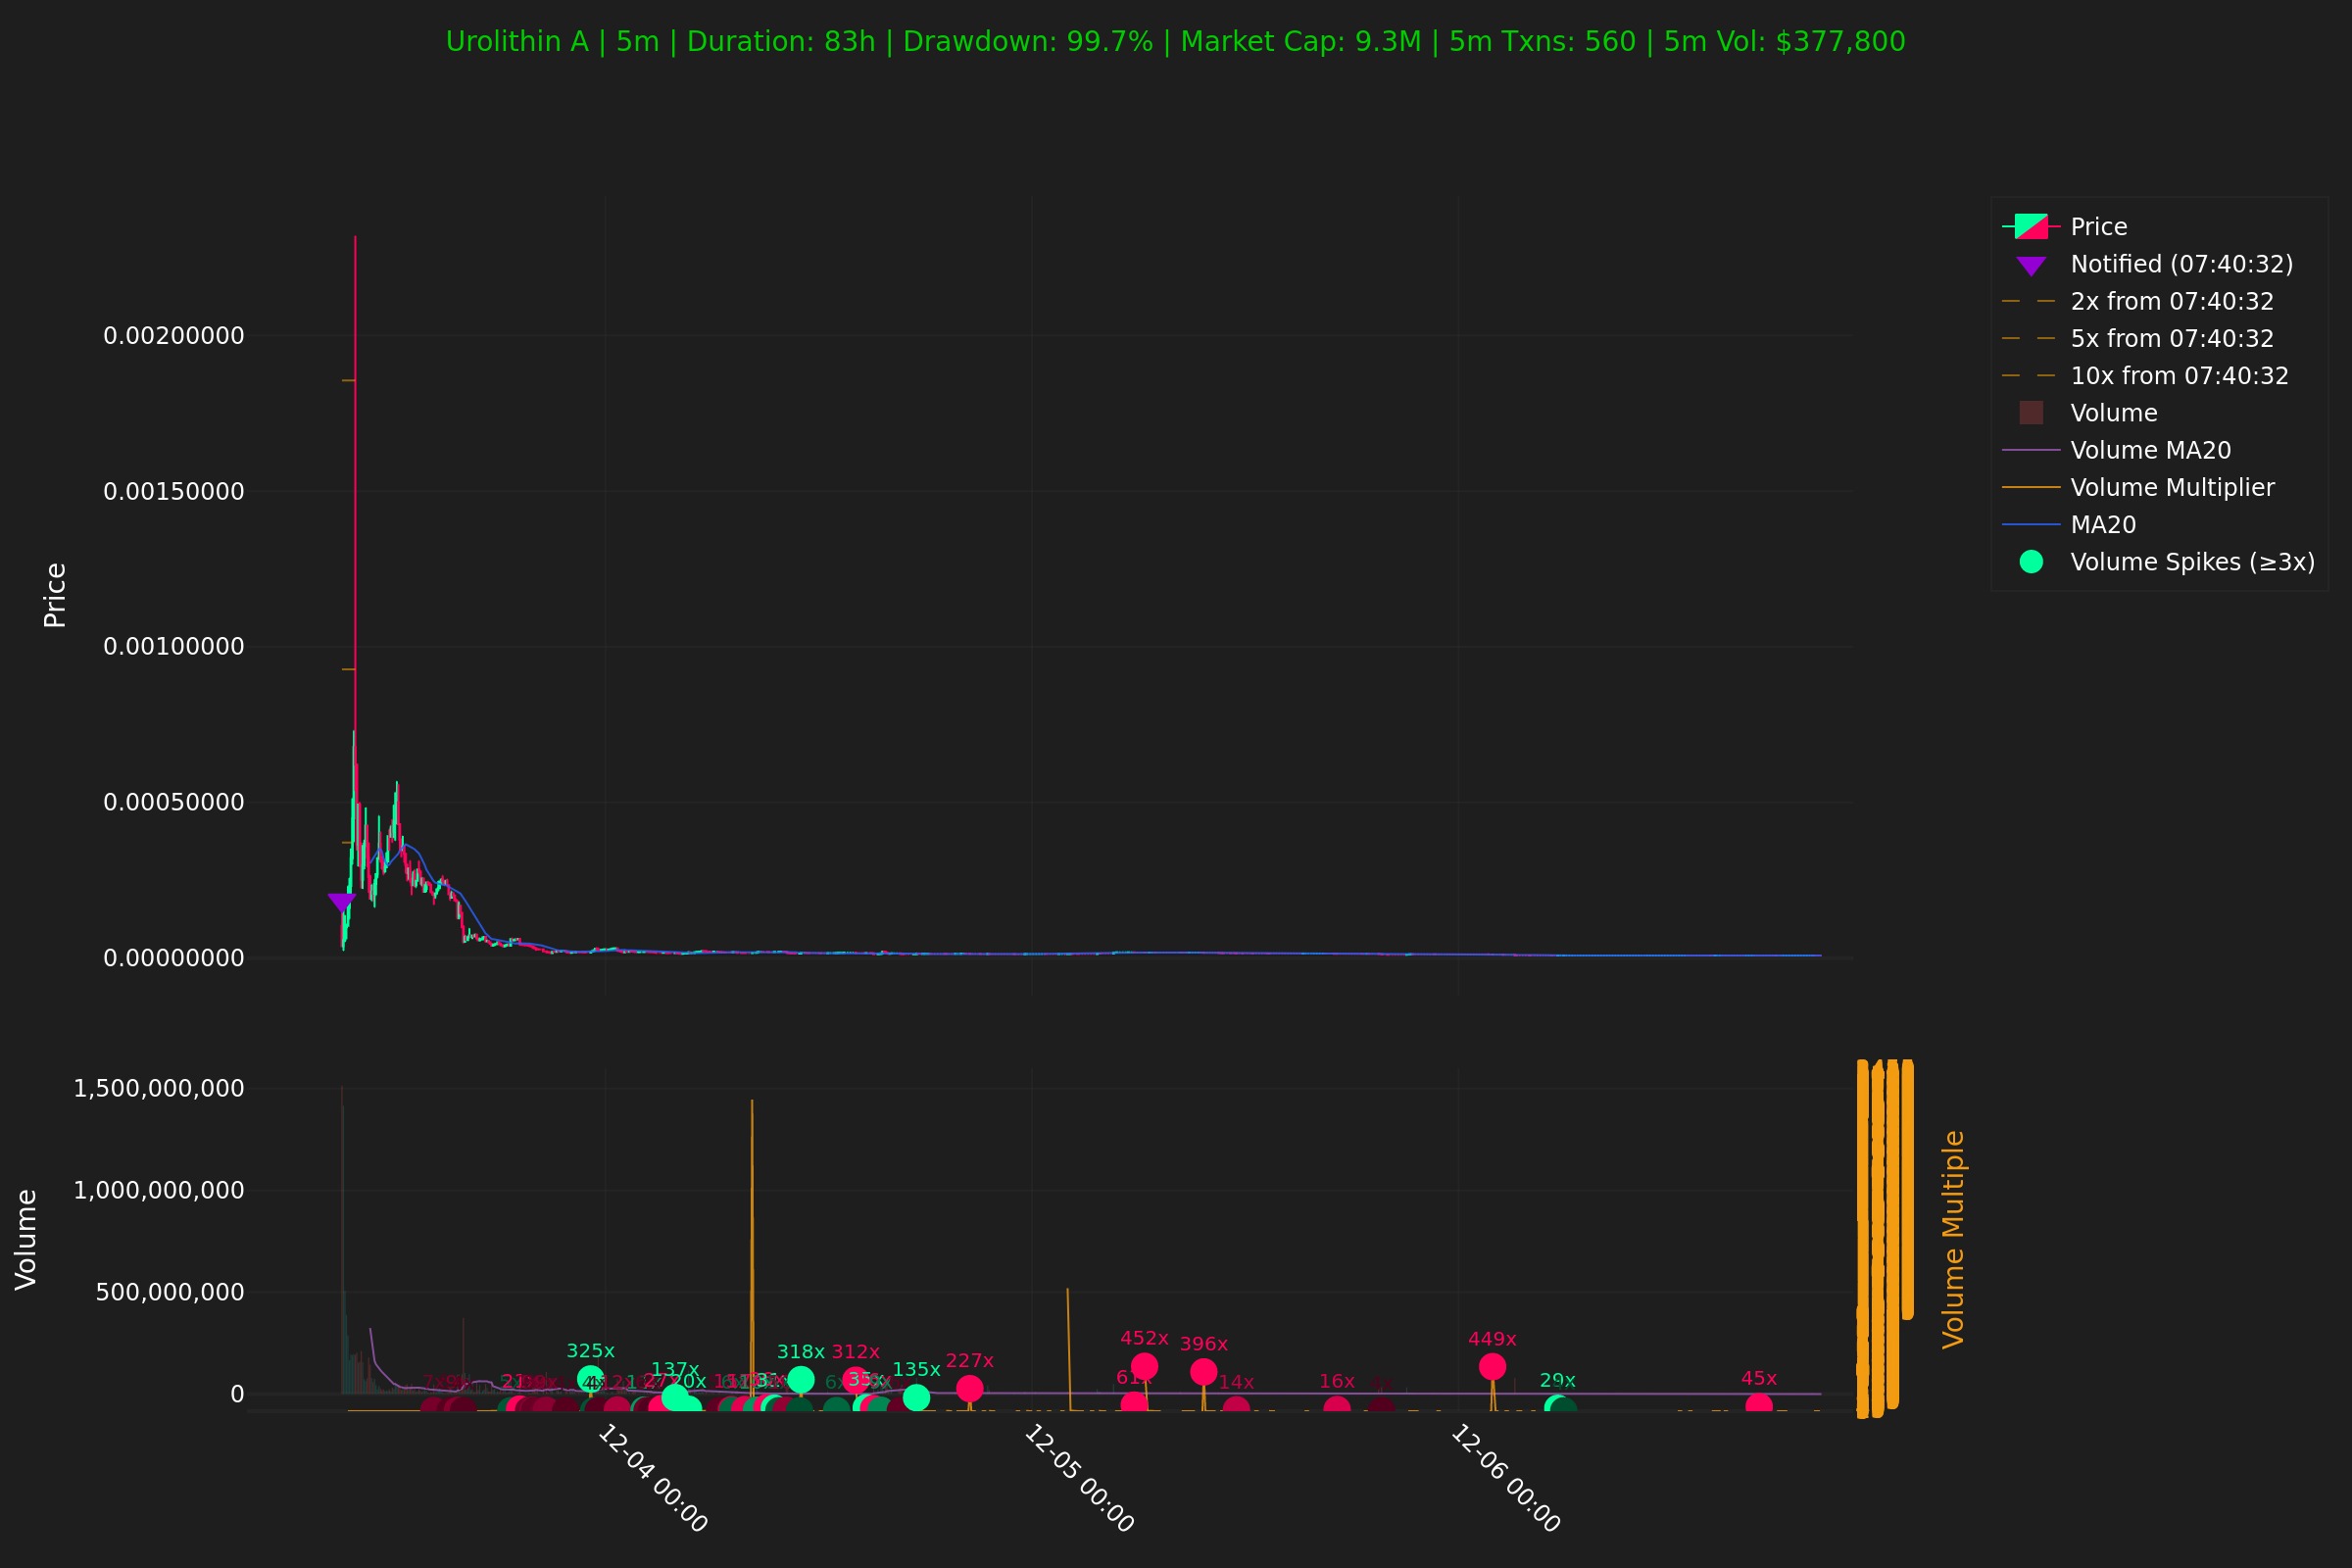 Urolithin A | 5m | Duration: 83h | Drawdown: 99.7% | Market Cap: 9.3M | 5m Txns: 560 | 5m Vol: $377,800
Price
0.00200000
0.00150000
0.00100000
0.00050000
0.00000000
Price
Notified (07:40:32)
2x from 07:40:32
5x from 07:40:32
10x from 07:40:32
Volume
Volume MA20
Volume Multiplier
MA20
Volume Spikes (≥3x)
Volume
1,500,000,000
1,000,000,000
500,000,000
0
325x
137x
318x
312x
35x
135x
227x
452x
61x
396x
14x
16x
449x
29x
45x
Volume Multiple
12-04 00:00
12-05 00:00
12-06 00:00